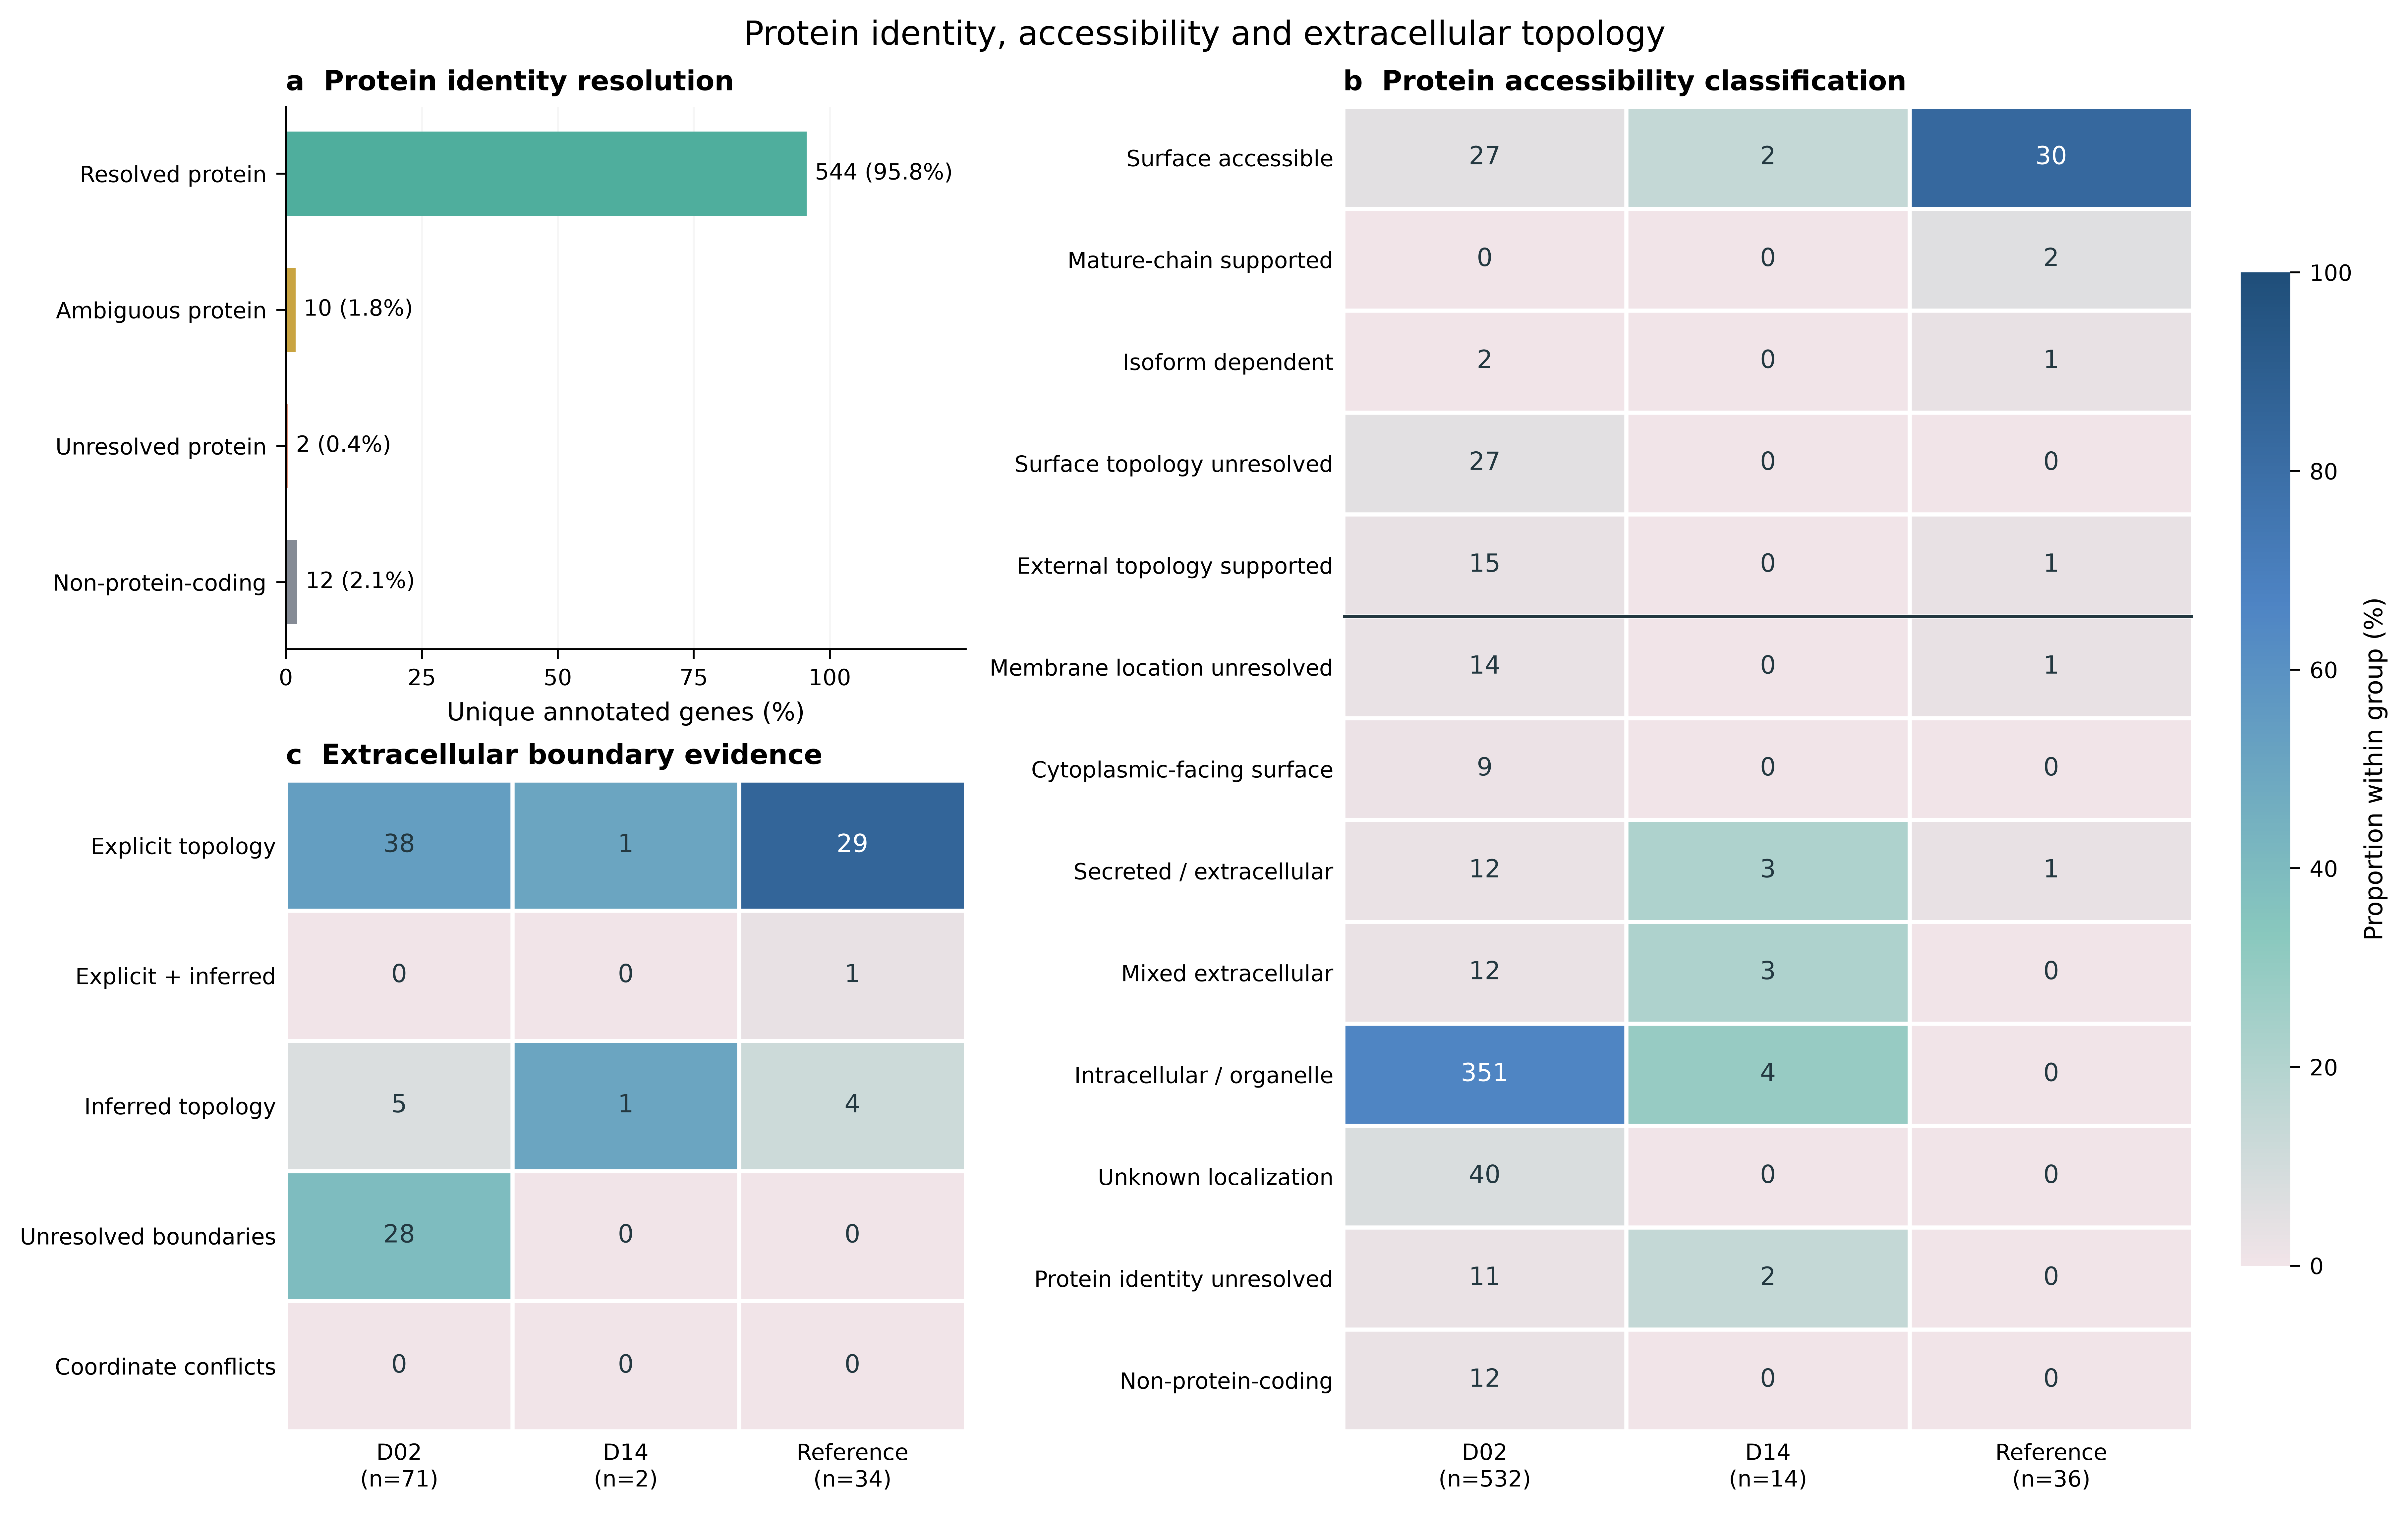 Protein identity, accessibility and extracellular topology
a Protein identity resolution
Resolved protein
544 (95.8%)
Ambiguous protein
10 (1.8%)
Unresolved protein
2 (0.4%)
Non-protein-coding
12 (2.1%)
0 25 50 75 100
Unique annotated genes (%)
b Protein accessibility classification
Surface accessible 27 2 30
Mature-chain supported 0 0 2
Isoform dependent 2 0 1
Surface topology unresolved 27 0 0
External topology supported 15 0 1
Membrane location unresolved 14 0 1
Cytoplasmic-facing surface 9 0 0
Secreted / extracellular 12 3 1
Mixed extracellular 12 3 0
Intracellular / organelle 351 4 0
Unknown localization 40 0 0
Protein identity unresolved 11 2 0
Non-protein-coding 12 0 0
D02 D14 Reference
(n=532) (n=14) (n=36)
100
80
60
40
20
0
Proportion within group (%)
c Extracellular boundary evidence
Explicit topology 38 1 29
Explicit + inferred 0 0 1
Inferred topology 5 1 4
Unresolved boundaries 28 0 0
Coordinate conflicts 0 0 0
D02 D14 Reference
(n=71) (n=2) (n=34)